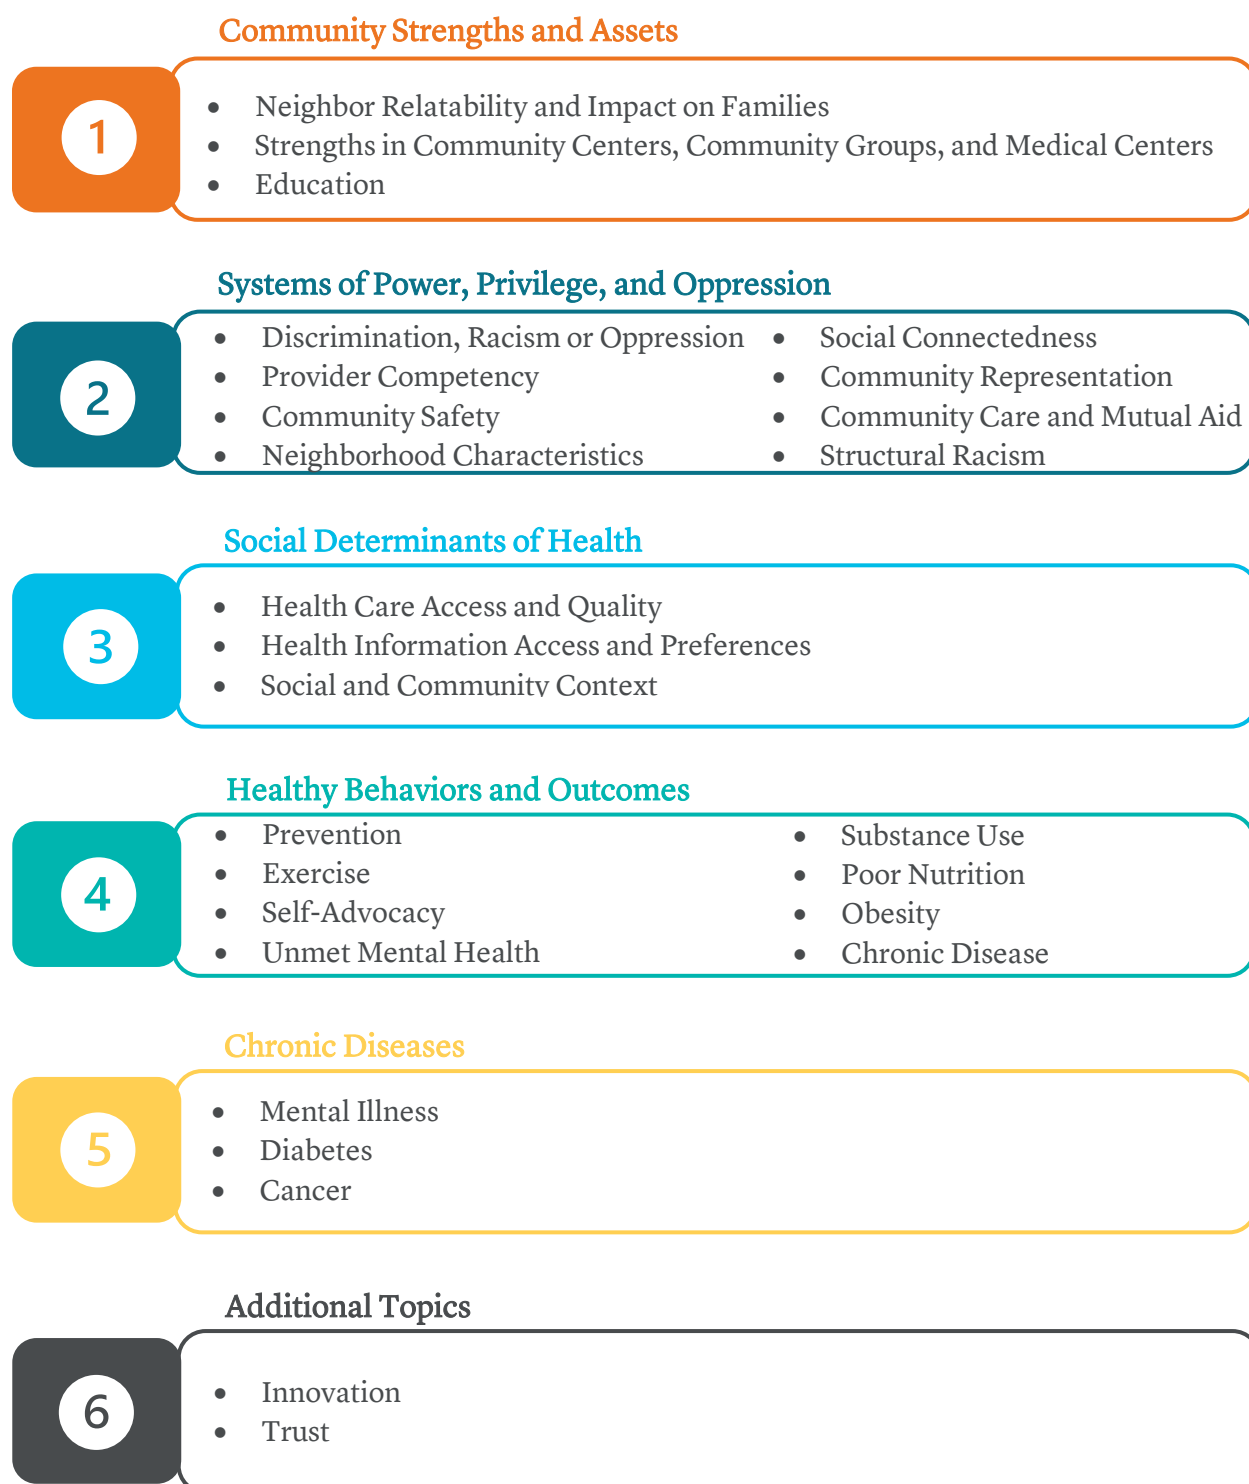 Community Strengths and Assets
1
• Neighbor Relatability and Impact on Families
• Strengths in Community Centers, Community Groups, and Medical Centers
• Education
Systems of Power, Privilege, and Oppression
2
• Discrimination, Racism or Oppression
• Provider Competency
• Community Safety
• Neighborhood Characteristics
• Social Connectedness
• Community Representation
• Community Care and Mutual Aid
• Structural Racism
Social Determinants of Health
3
• Health Care Access and Quality
• Health Information Access and Preferences
• Social and Community Context
Healthy Behaviors and Outcomes
4
• Prevention
• Exercise
• Self-Advocacy
• Unmet Mental Health
• Substance Use
• Poor Nutrition
• Obesity
• Chronic Disease
Chronic Diseases
5
• Mental Illness
• Diabetes
• Cancer
Additional Topics
6
• Innovation
• Trust